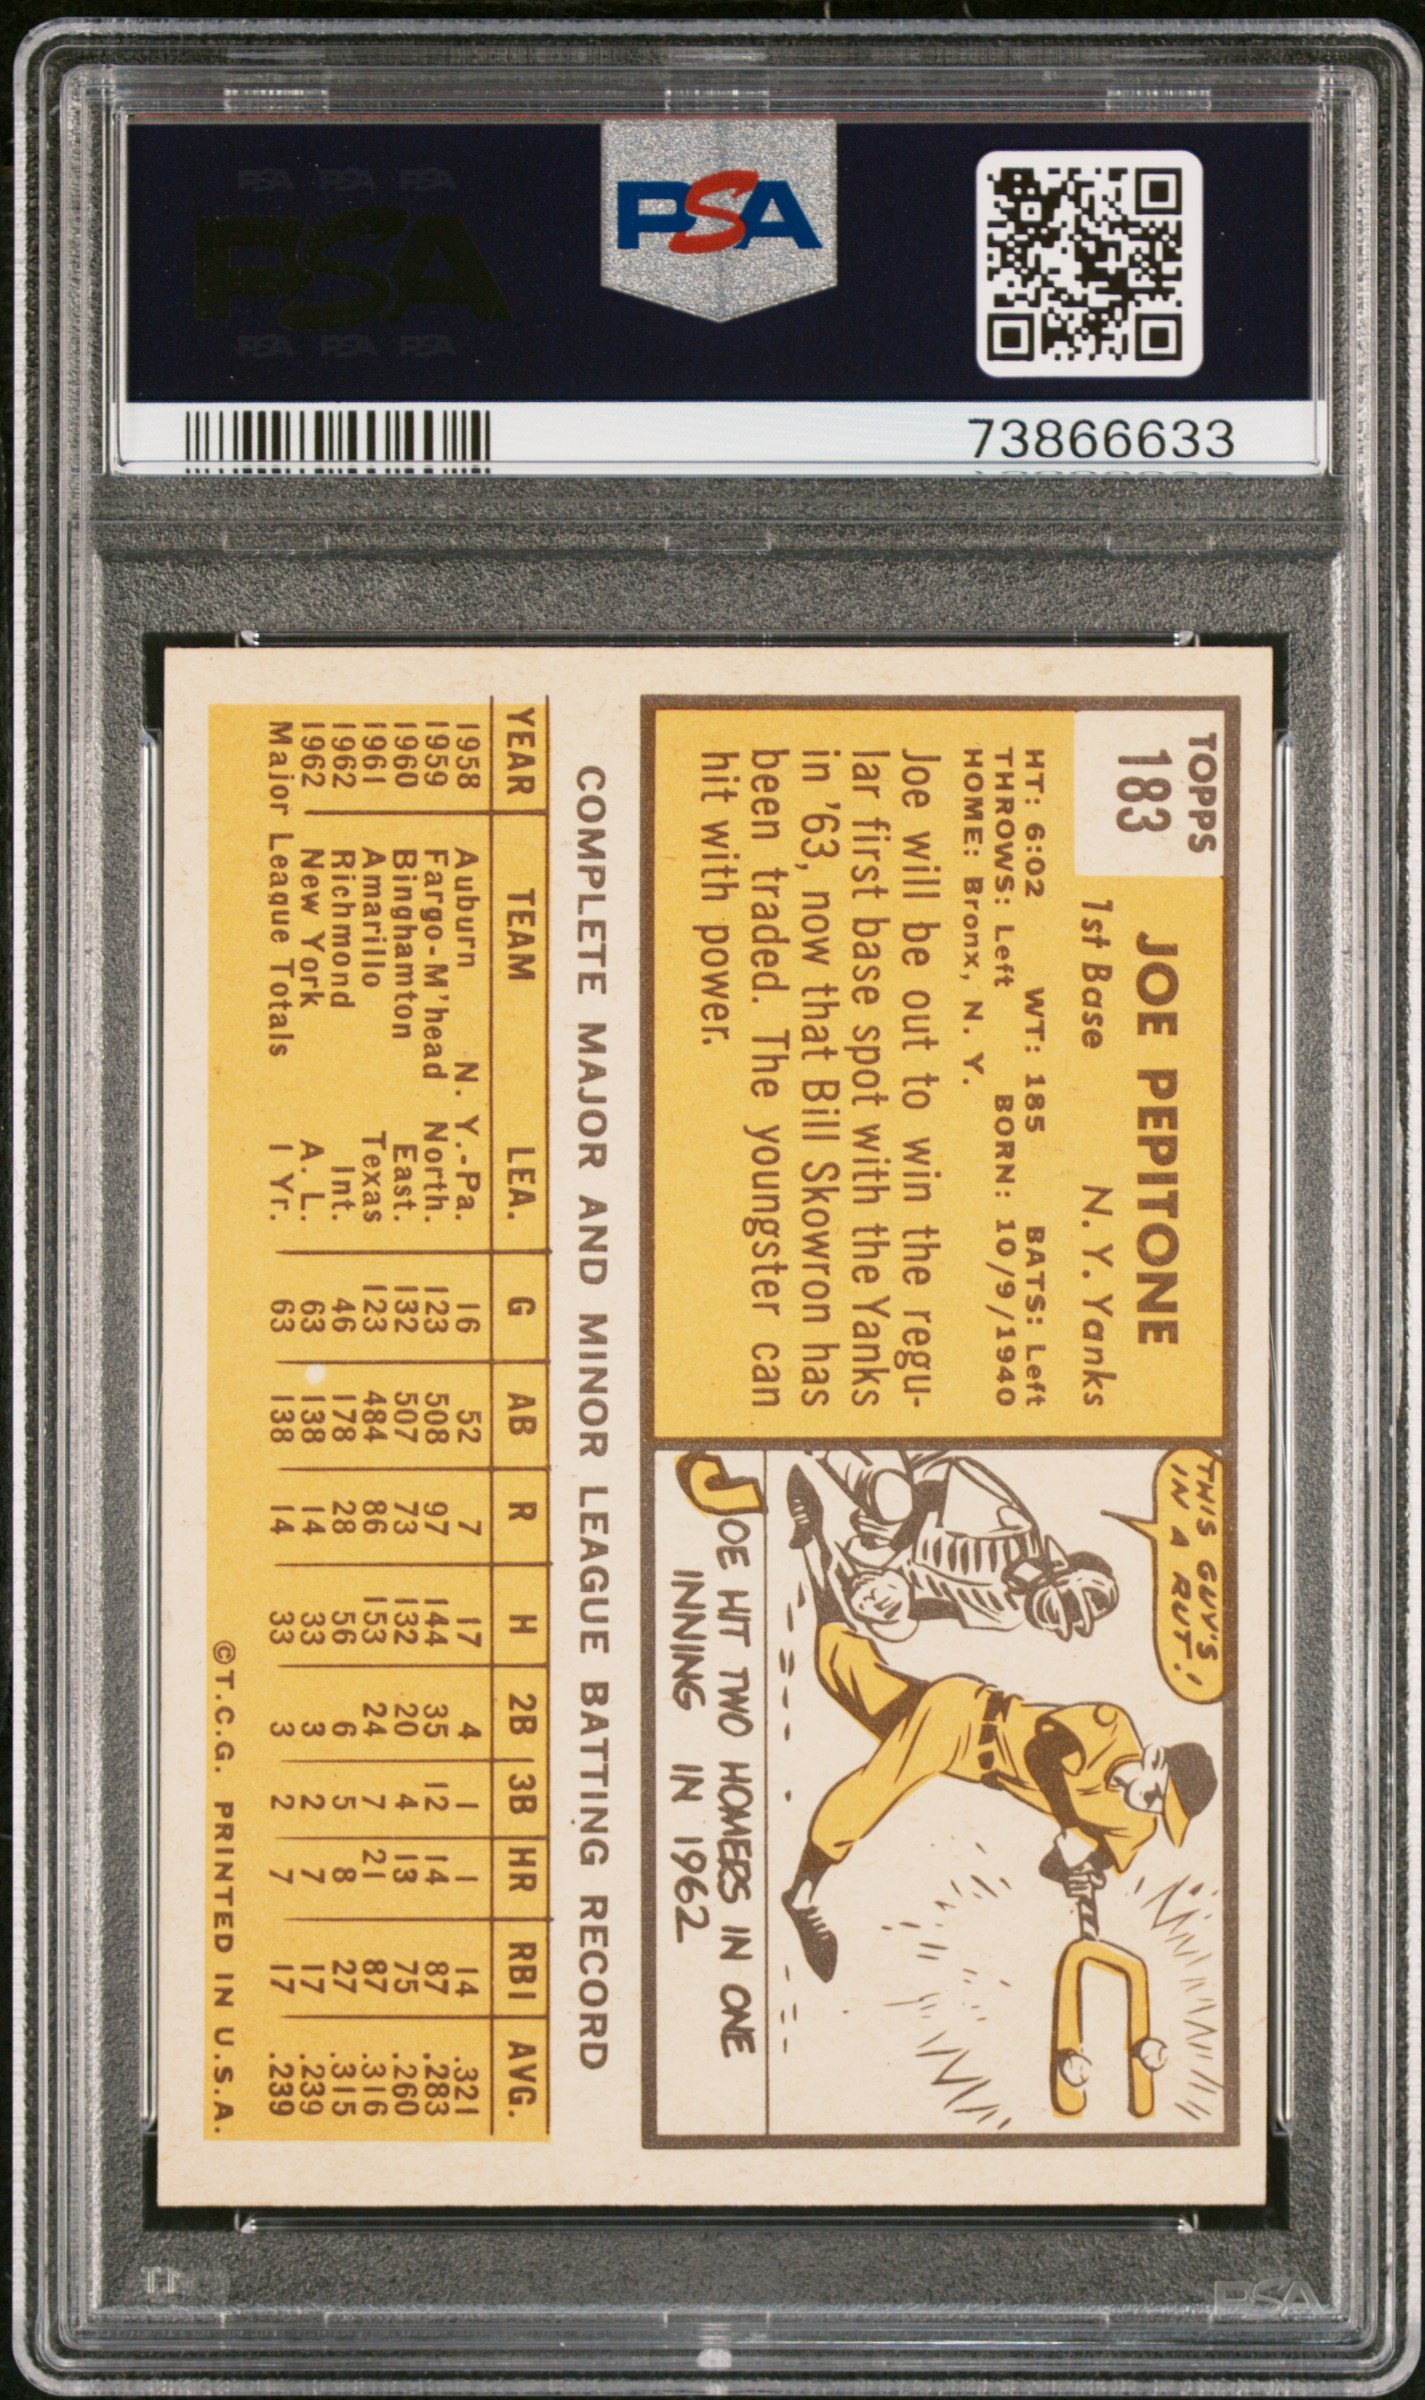 PSA PSA PSA
PSA
PSA PSA PSA
PSA
73866633
TOPPS
183
JOE PEPITONE
1st Base N. Y. Yanks
HT: 6:02 WT: 185 BATS: Left
THROWS: Left BORN: 10/9/1940
HOME: Bronx, N. Y.
Joe will be out to win the regu-
lar first base spot with the Yanks
in '63, now that Bill Skowron has
been traded. The youngster can
hit with power.
THIS GUY'S
IN A RUT!
JOE HIT TWO HOMERS IN ONE
INNING IN 1962
COMPLETE MAJOR AND MINOR LEAGUE BATTING RECORD
YEAR TEAM LEA. G AB R H 2B 3B HR RBI AVG.
1958 Auburn N. Y.-Pa. 16 52 7 17 4 1 1 14 .321
1959 Fargo-M'head North. 123 508 97 144 35 12 14 87 .283
1960 Binghamton East. 132 507 73 132 20 4 13 75 .260
1961 Amarillo Texas 123 484 86 153 24 7 21 87 .316
1962 Richmond Int. 46 178 28 56 6 5 8 27 .315
1962 New York A. L. 63 138 14 33 3 2 7 17 .239
Major League Totals 1 Yr. 63 138 14 33 3 2 7 17 .239
©T.C.G. PRINTED IN U.S.A.
PSA